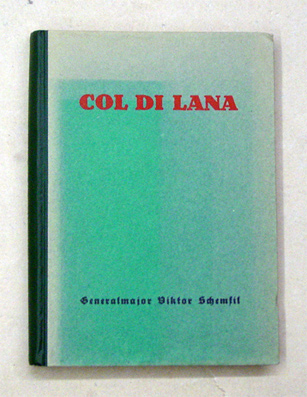 COL DI LANA
Generalmajor Viktor Schemfil